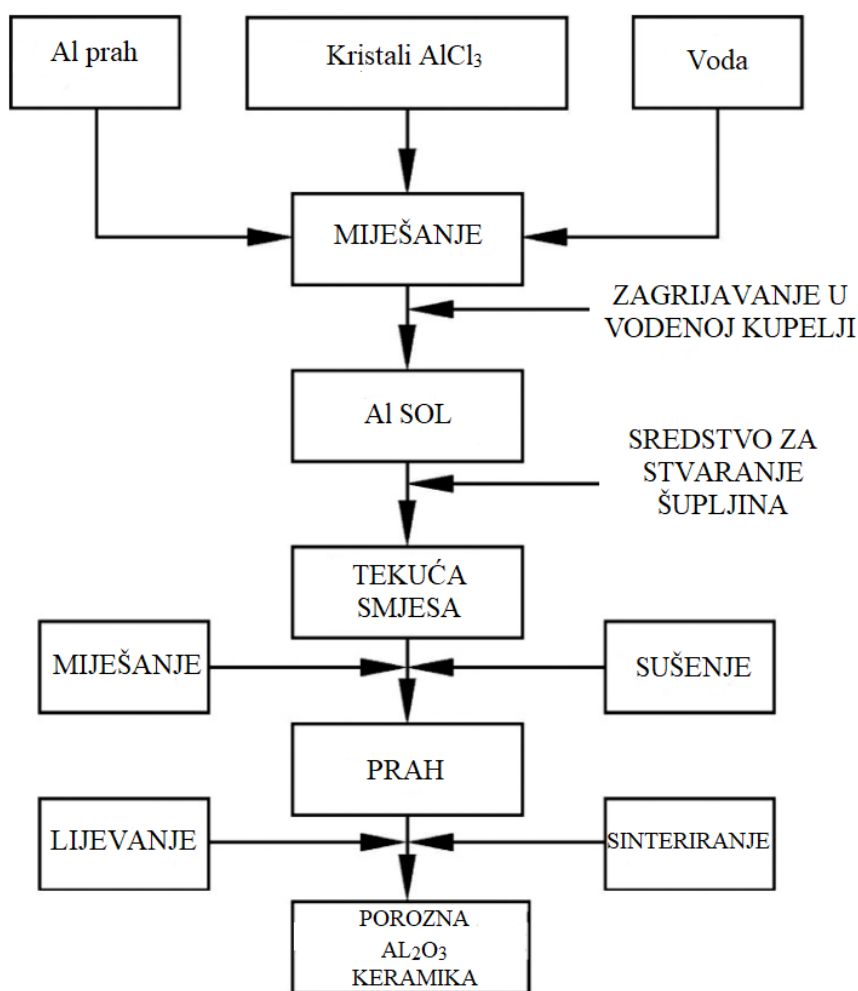 Al prah
Kristali AlCl₃
Voda
MIJEŠANJE
ZAGRIJAVANJE U
VODENOJ KUPELJI
Al SOL
SREDSTVO ZA
STVARANJE
ŠUPLJINA
TEKUĆA
SMJESA
MIJEŠANJE
SUŠENJE
PRAH
LIJEVANJE
SINTERIRANJE
POROZNA
AL₂O₃
KERAMIKA